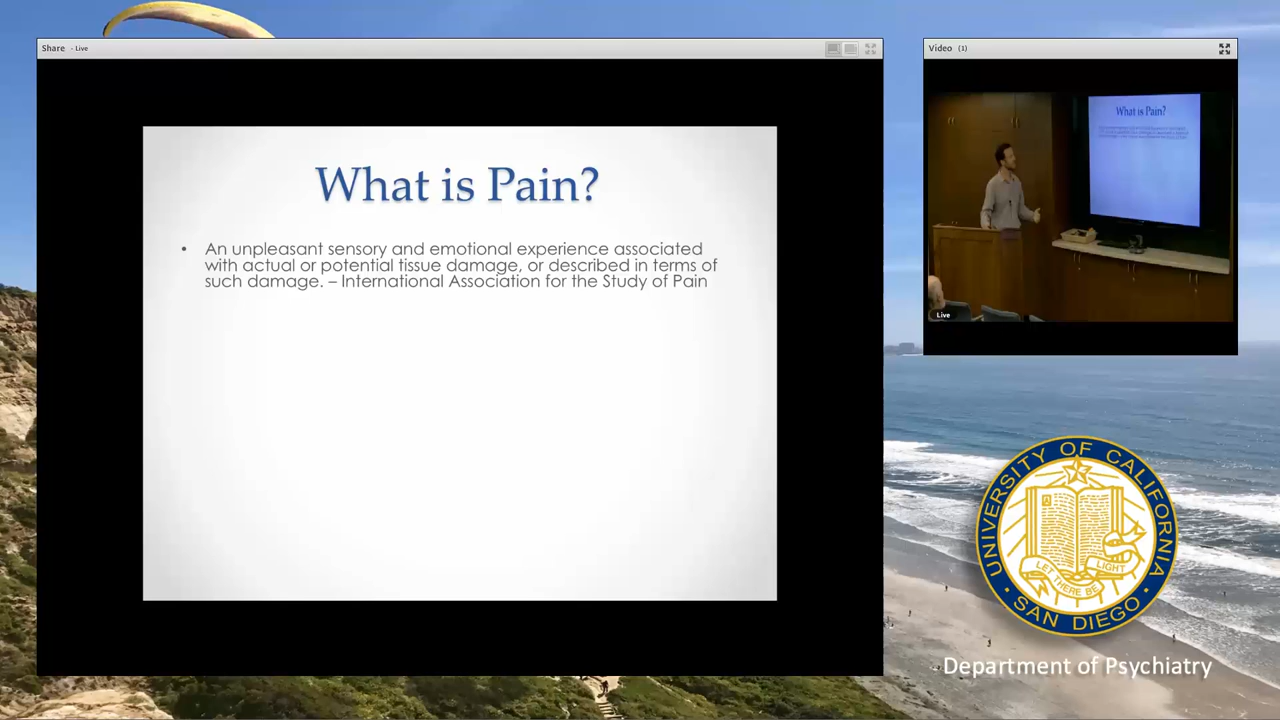 Share - Live
Video (1)
What is Pain?
• An unpleasant sensory and emotional experience associated
with actual or potential tissue damage, or described in terms of
such damage. – International Association for the Study of Pain
What is Pain?
Live
UNIVERSITY OF CALIFORNIA
LET THERE BE LIGHT
• SAN DIEGO •
Department of Psychiatry